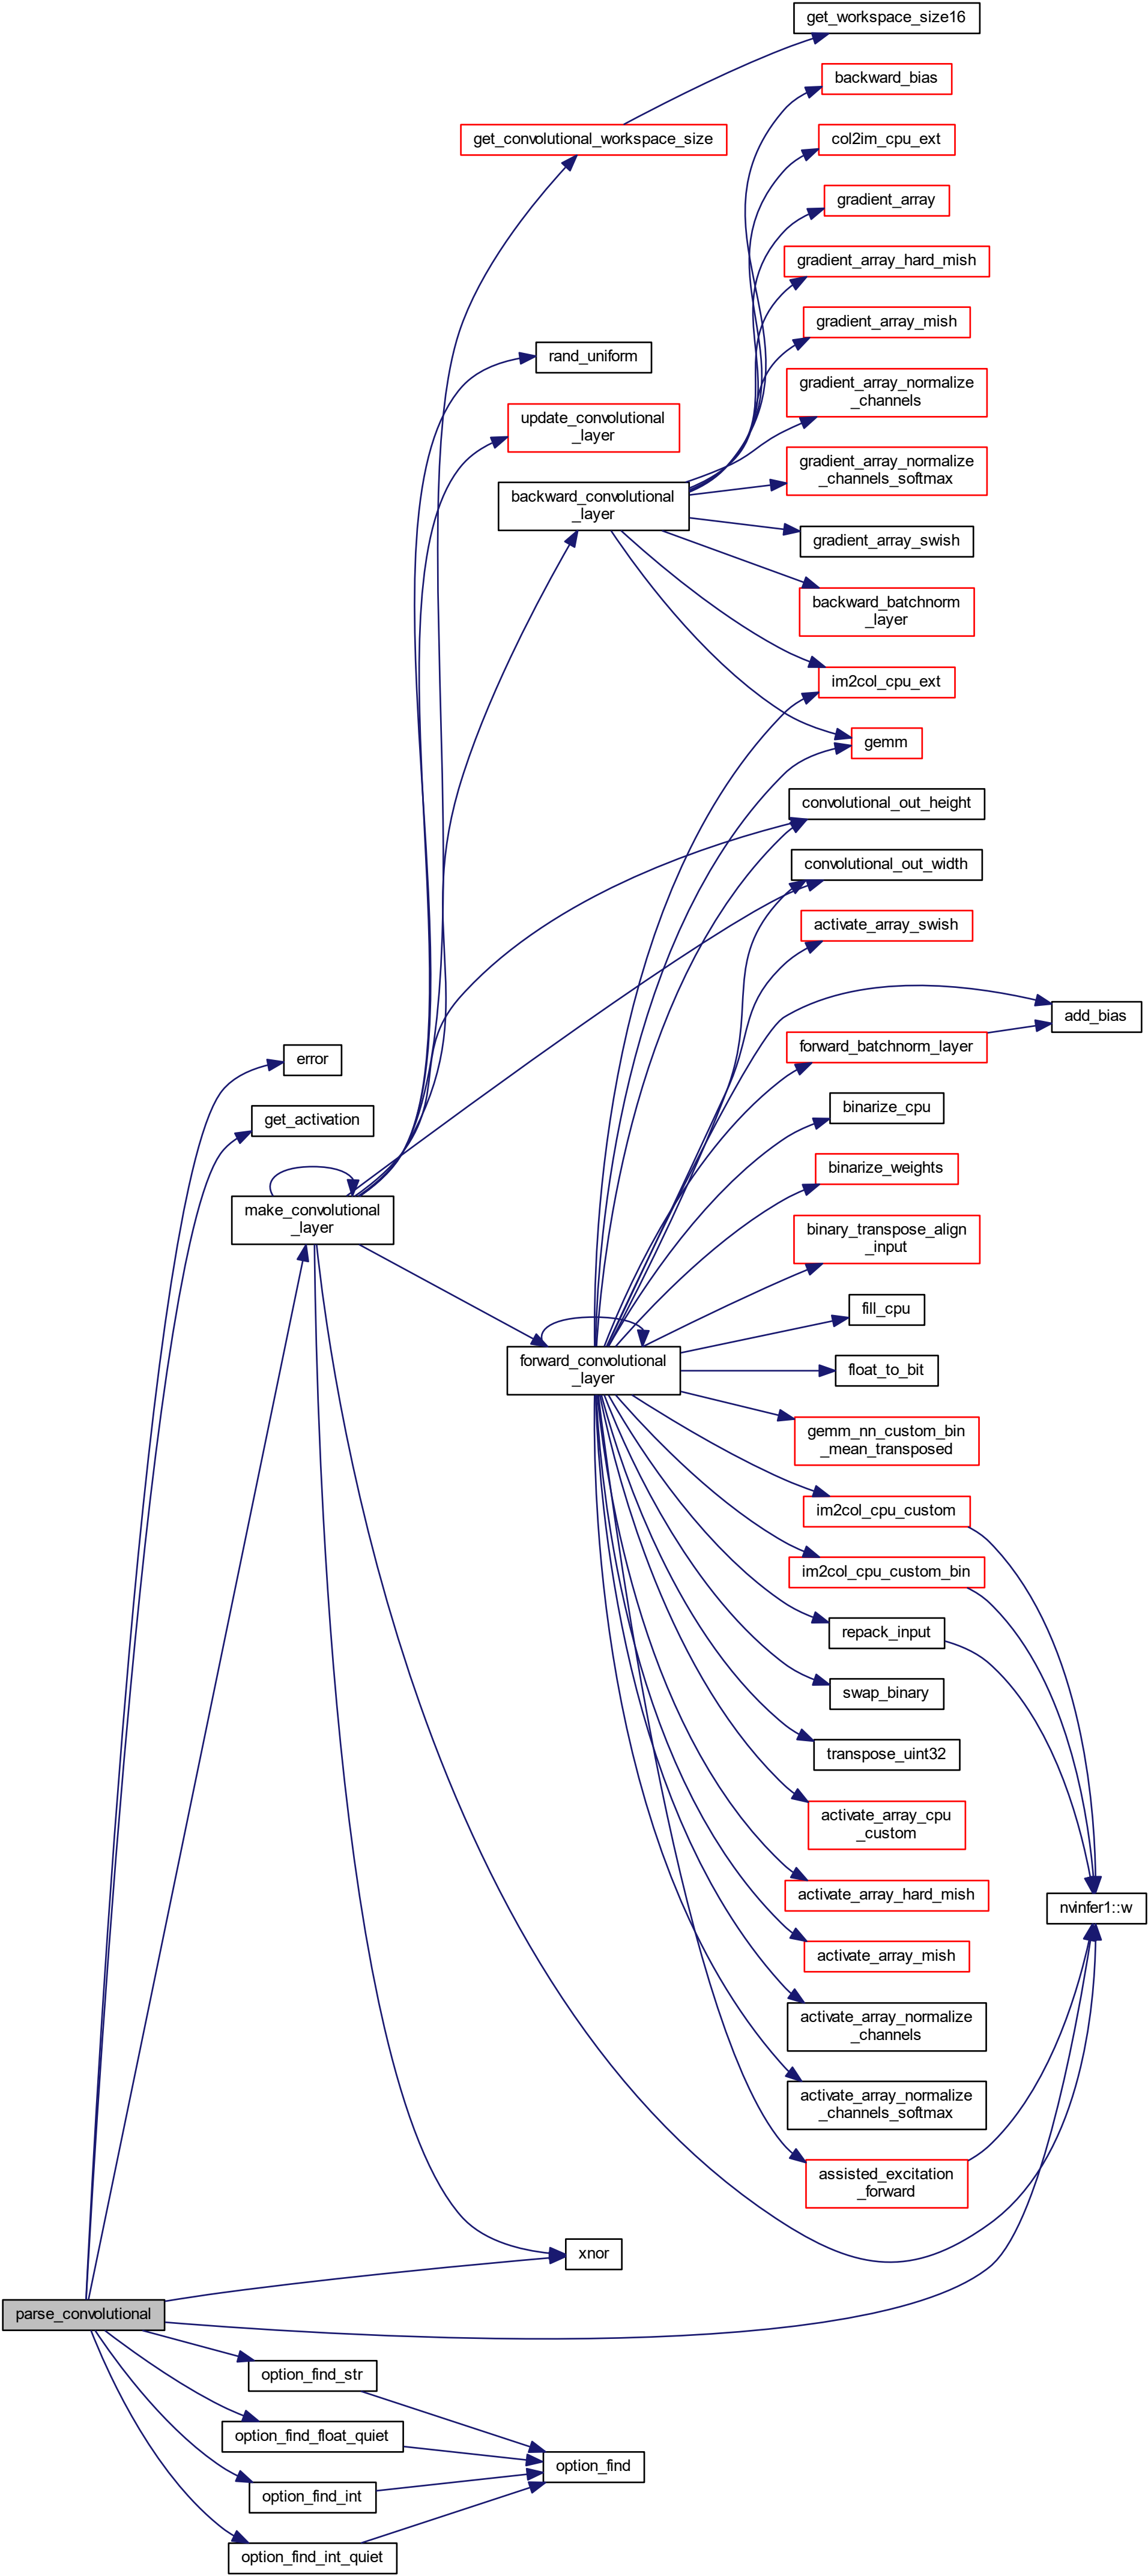 get_workspace_size16
backward_bias
get_convolutional_workspace_size
col2im_cpu_ext
gradient_array
gradient_array_hard_mish
gradient_array_mish
rand_uniform
gradient_array_normalize
_channels
update_convolutional
_layer
gradient_array_normalize
_channels_softmax
backward_convolutional
_layer
gradient_array_swish
backward_batchnorm
_layer
im2col_cpu_ext
gemm
convolutional_out_height
convolutional_out_width
activate_array_swish
add_bias
forward_batchnorm_layer
error
binarize_cpu
get_activation
binarize_weights
make_convolutional
_layer
binary_transpose_align
_input
fill_cpu
forward_convolutional
_layer
float_to_bit
gemm_nn_custom_bin
_mean_transposed
im2col_cpu_custom
im2col_cpu_custom_bin
repack_input
swap_binary
transpose_uint32
activate_array_cpu
_custom
activate_array_hard_mish
nvinfer1::w
activate_array_mish
activate_array_normalize
_channels
activate_array_normalize
_channels_softmax
assisted_excitation
_forward
xnor
parse_convolutional
option_find_str
option_find_float_quiet
option_find
option_find_int
option_find_int_quiet